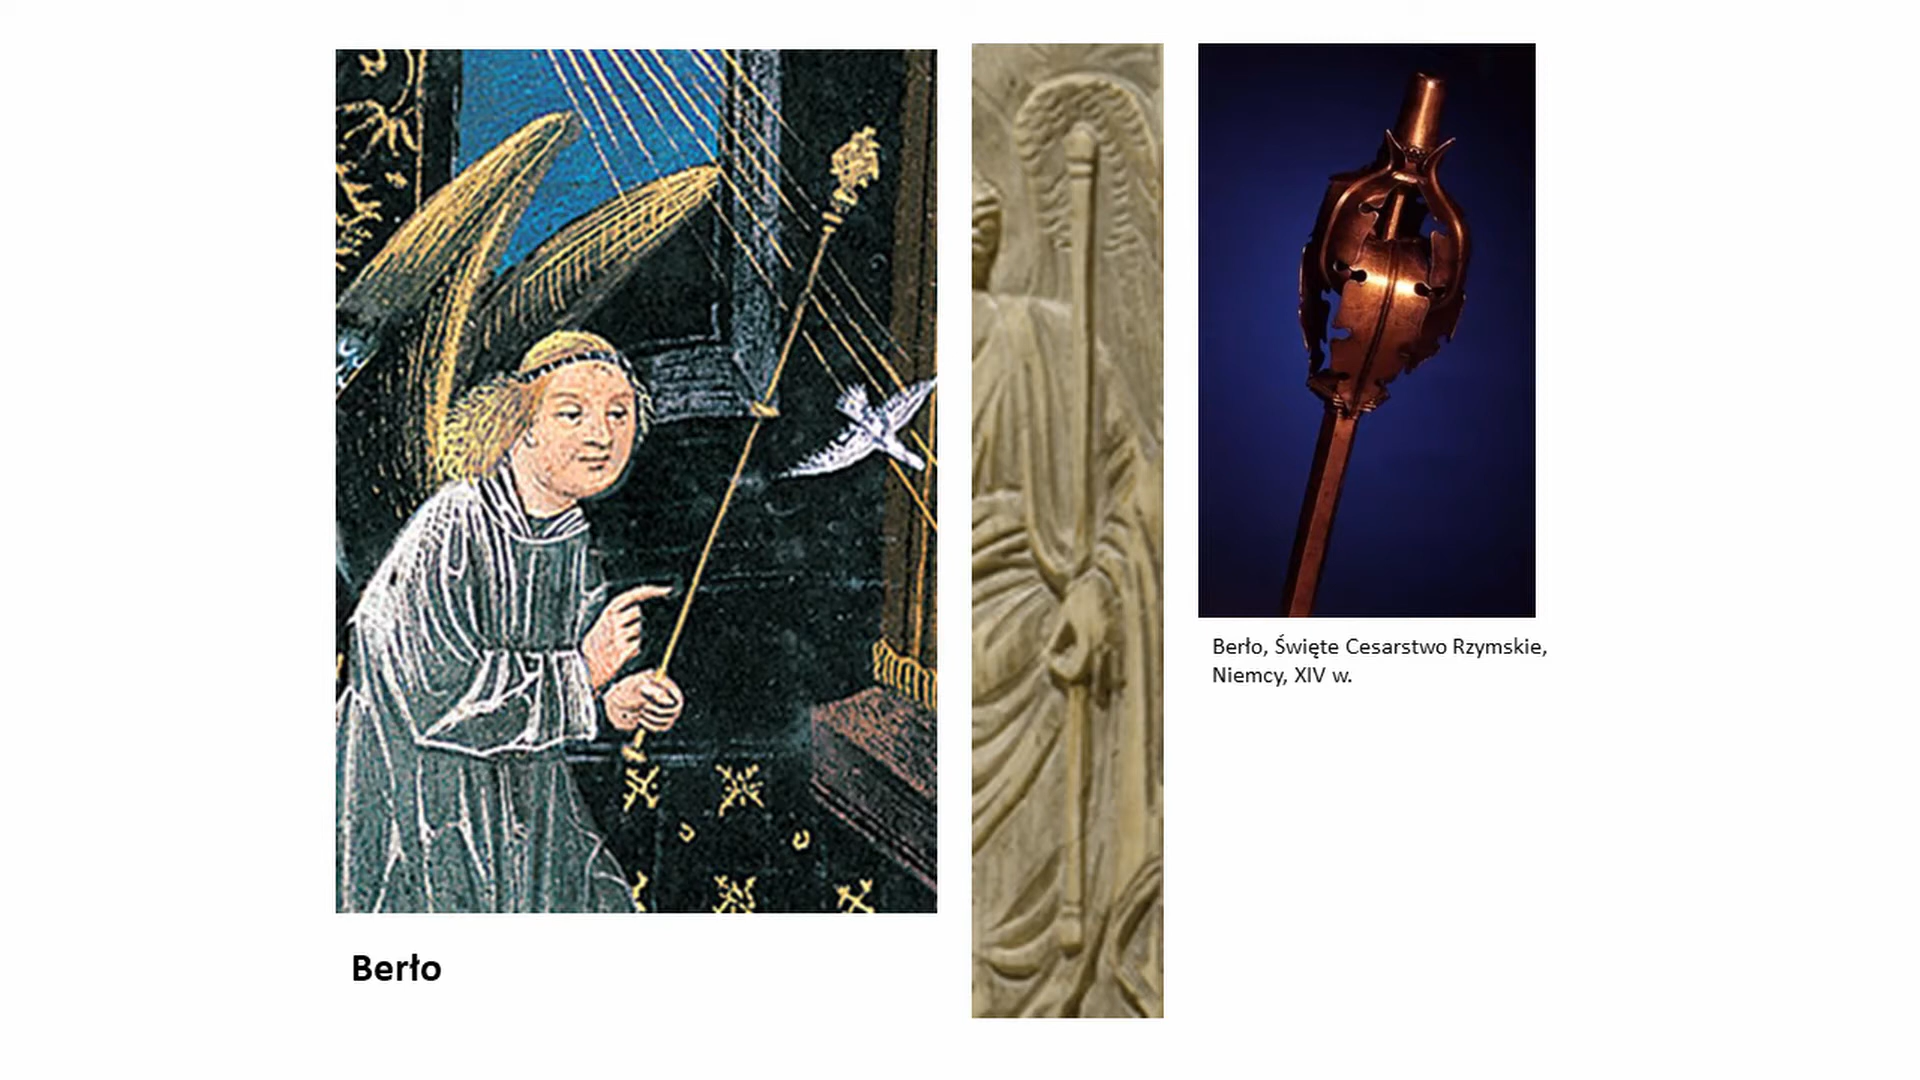 Berło
Berło, Święte Cesarstwo Rzymskie,
Niemcy, XIV w.